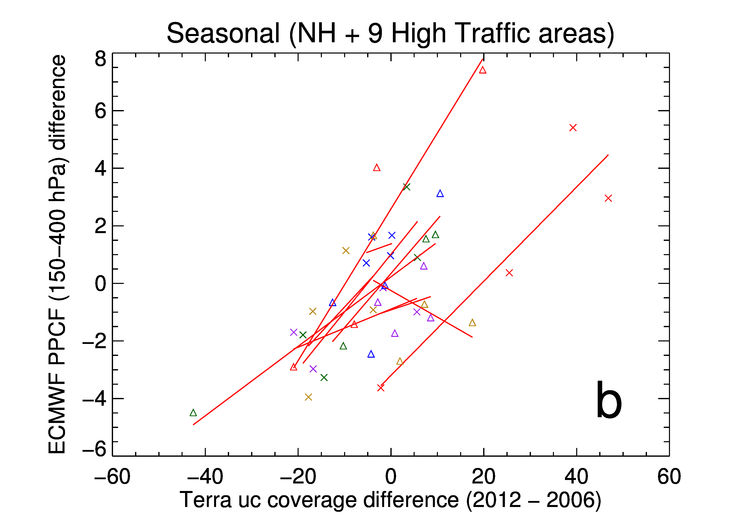 Seasonal (NH + 9 High Traffic areas)
ECMWF PPCF (150−400 hPa) difference
8
6
4
2
0
−2
−4
−6
b
−60 −40 −20 0 20 40 60
Terra uc coverage difference (2012 − 2006)